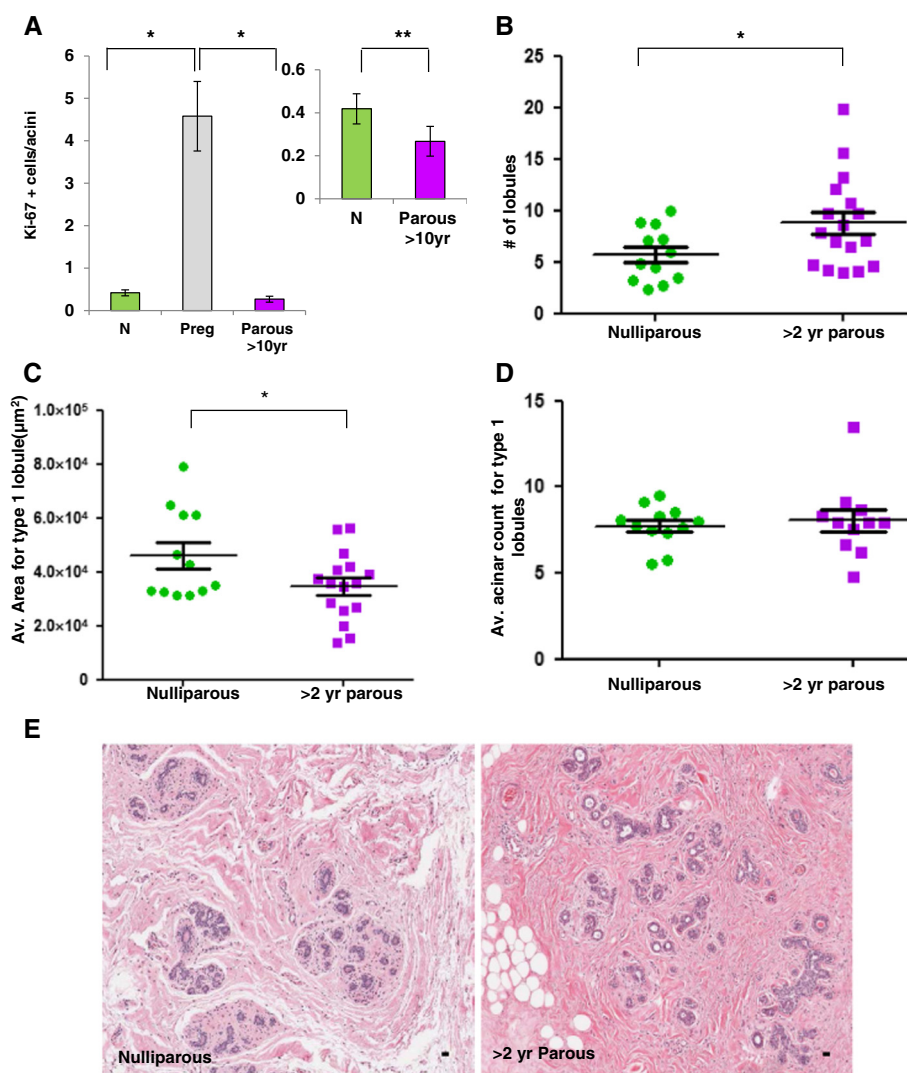 A
*
*
Ki-67 + cells/acini
6
5
4
3
2
1
0
N
Preg
Parous
>10yr
**
0.6
0.4
0.2
0
N
Parous
>10yr
B
*
# of lobules
25
20
15
10
5
0
Nulliparous
>2 yr parous
C
*
Av. Area for type 1 lobule(µm²)
1.0×10⁵
8.0×10⁴
6.0×10⁴
4.0×10⁴
2.0×10⁴
0
Nulliparous
>2 yr parous
D
Av. acinar count for type 1
lobules
15
10
5
0
Nulliparous
>2 yr parous
E
Nulliparous
>2 yr Parous